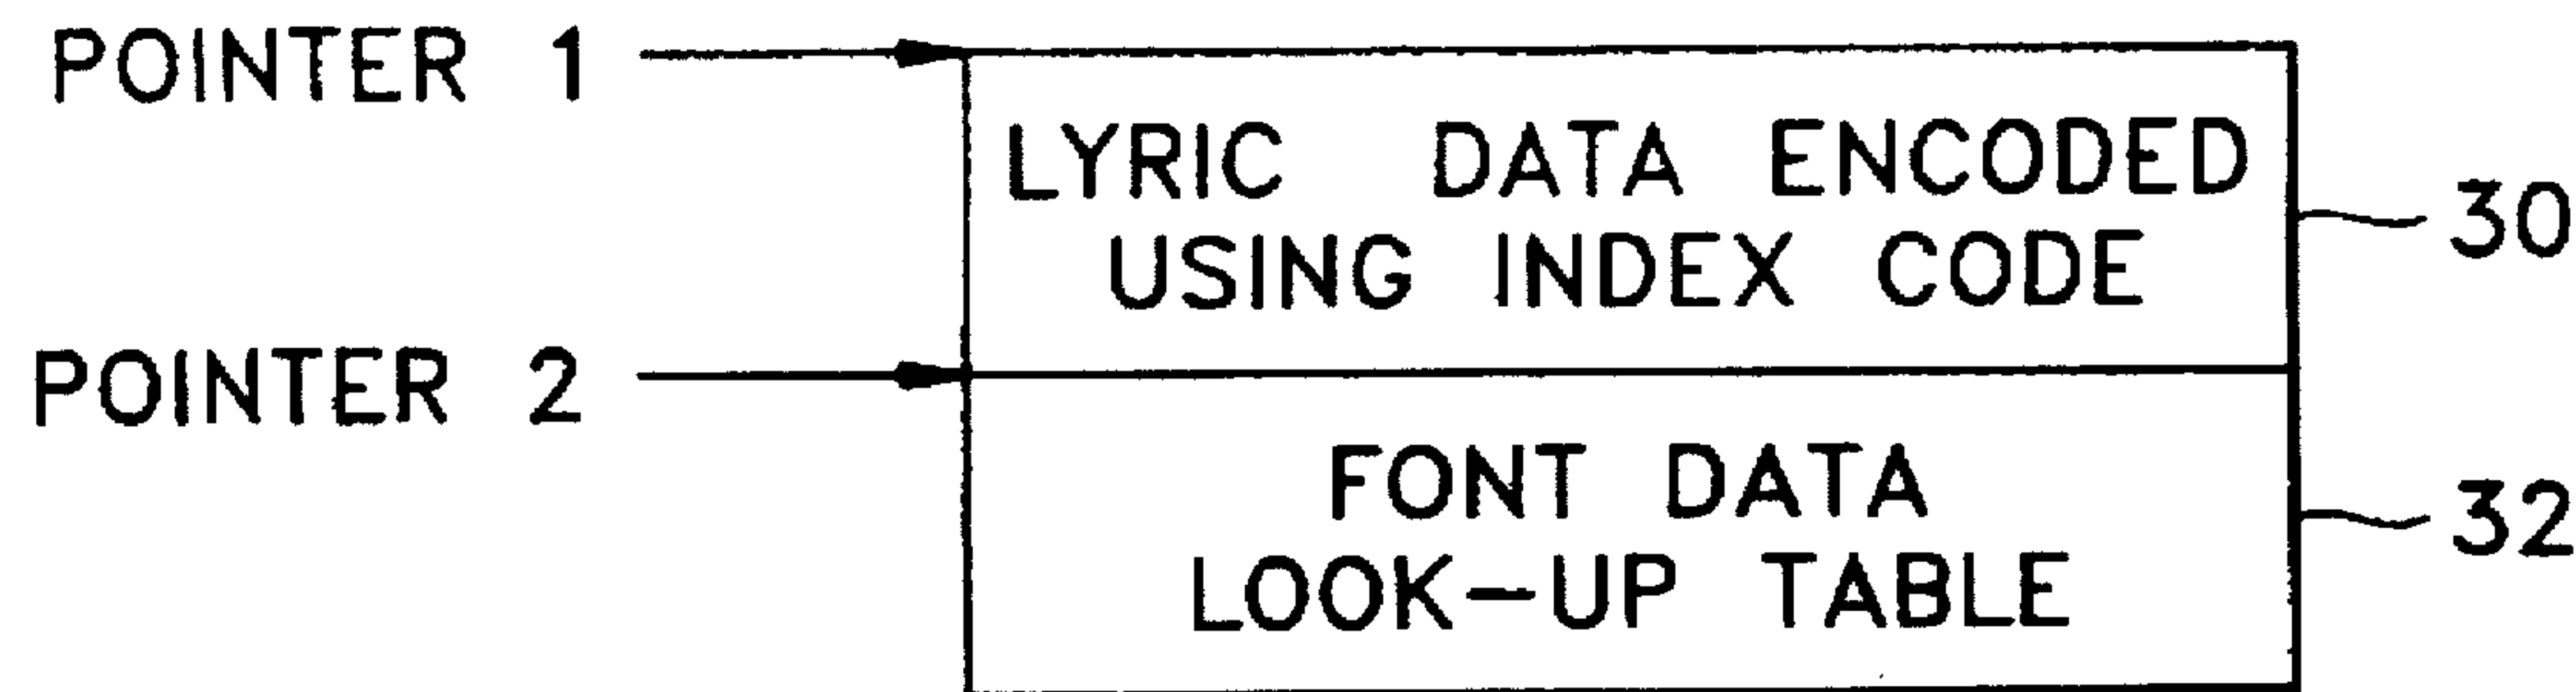 POINTER 1
LYRIC DATA ENCODED
USING INDEX CODE
30
POINTER 2
FONT DATA
LOOK-UP TABLE
32